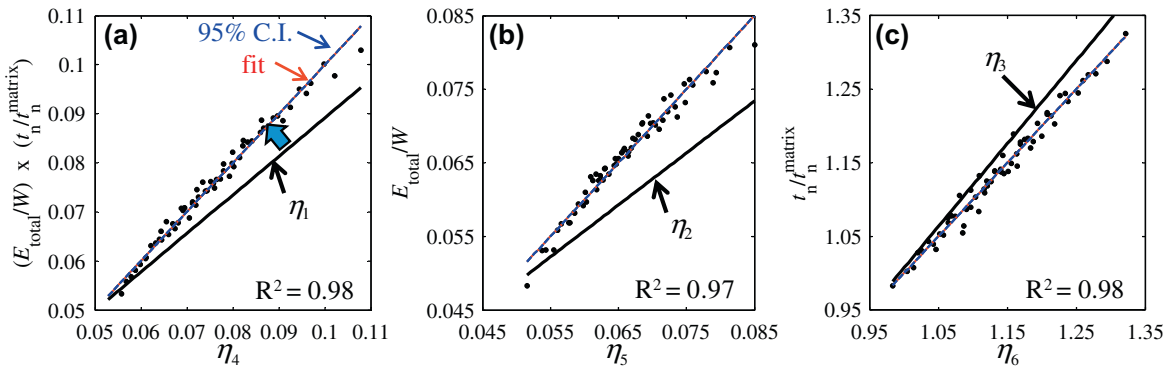 (a)
95% C.I.
fit
η1
R² = 0.98
(E_total/W) x (t_n/t_n^matrix)
0.11
0.1
0.09
0.08
0.07
0.06
0.05
0.05 0.06 0.07 0.08 0.09 0.1 0.11
η4
(b)
η2
R² = 0.97
E_total/W
0.085
0.075
0.065
0.055
0.045
0.045 0.055 0.065 0.075 0.085
η5
(c)
η3
R² = 0.98
t_n/t_n^matrix
1.35
1.25
1.15
1.05
0.95
0.95 1.05 1.15 1.25 1.35
η6